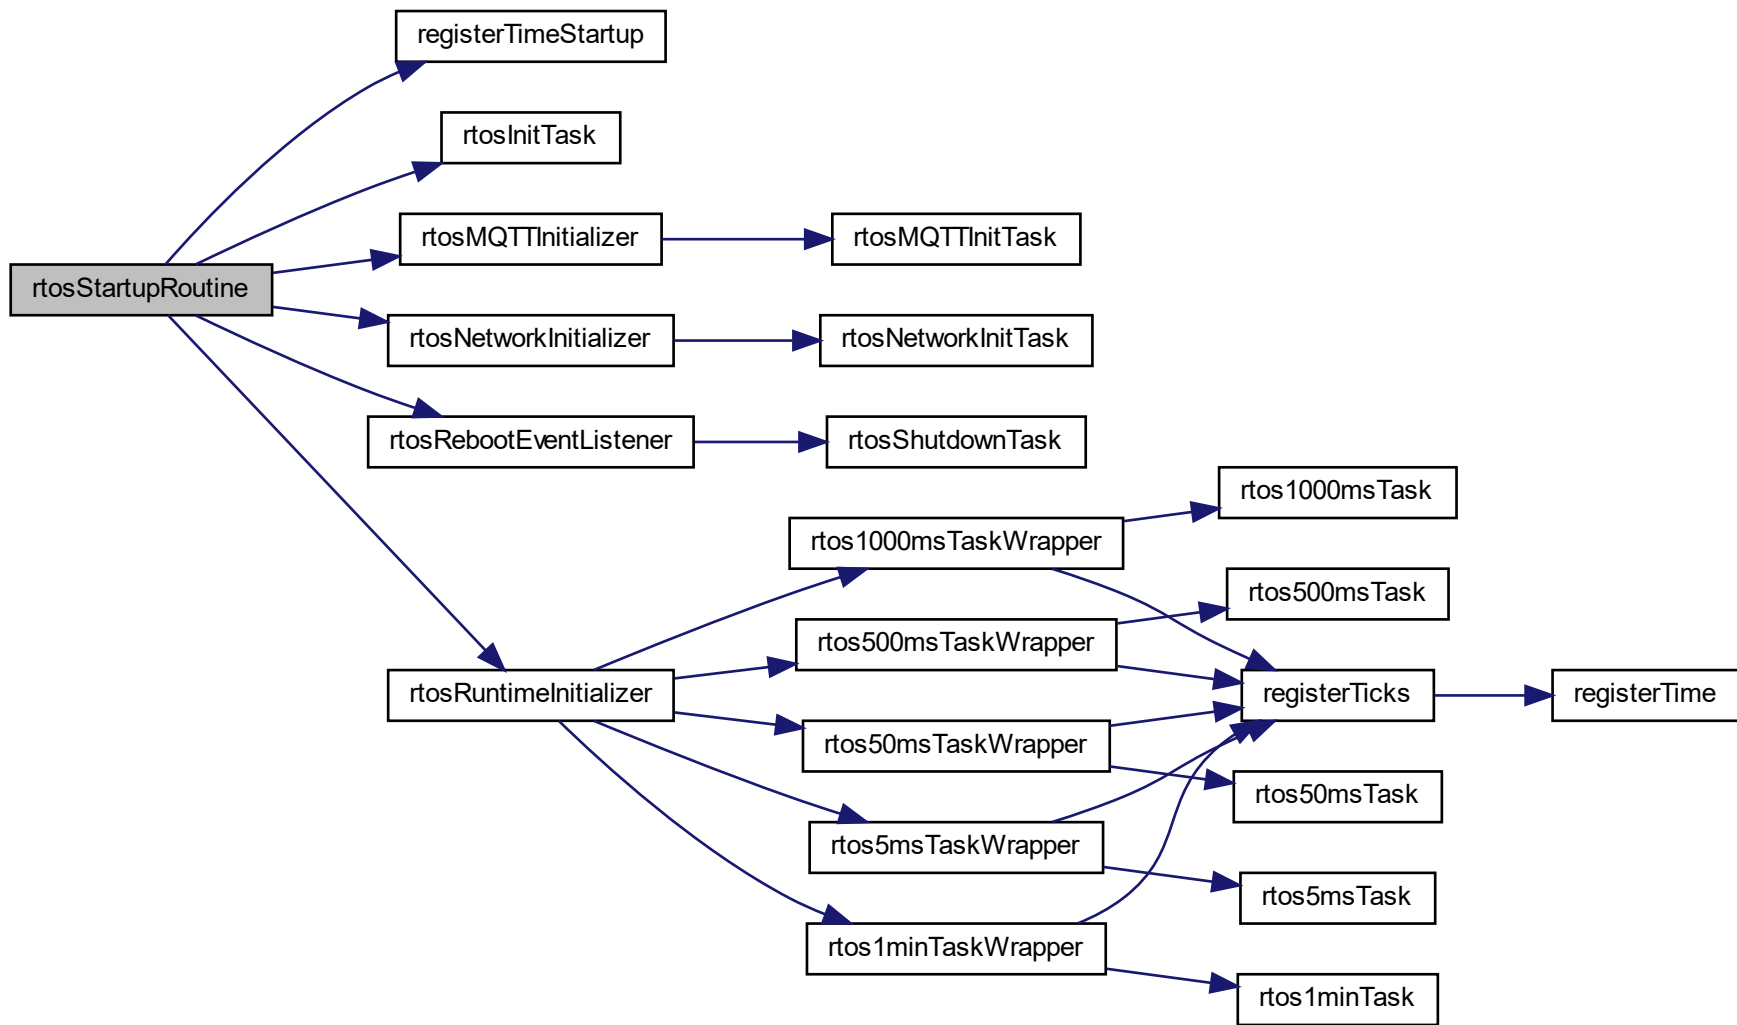 registerTimeStartup
rtosInitTask
rtosMQTTInitializer
rtosMQTTInitTask
rtosStartupRoutine
rtosNetworkInitializer
rtosNetworkInitTask
rtosRebootEventListener
rtosShutdownTask
rtos1000msTask
rtos1000msTaskWrapper
rtos500msTask
rtos500msTaskWrapper
rtosRuntimeInitializer
registerTicks
registerTime
rtos50msTaskWrapper
rtos50msTask
rtos5msTaskWrapper
rtos5msTask
rtos1minTaskWrapper
rtos1minTask